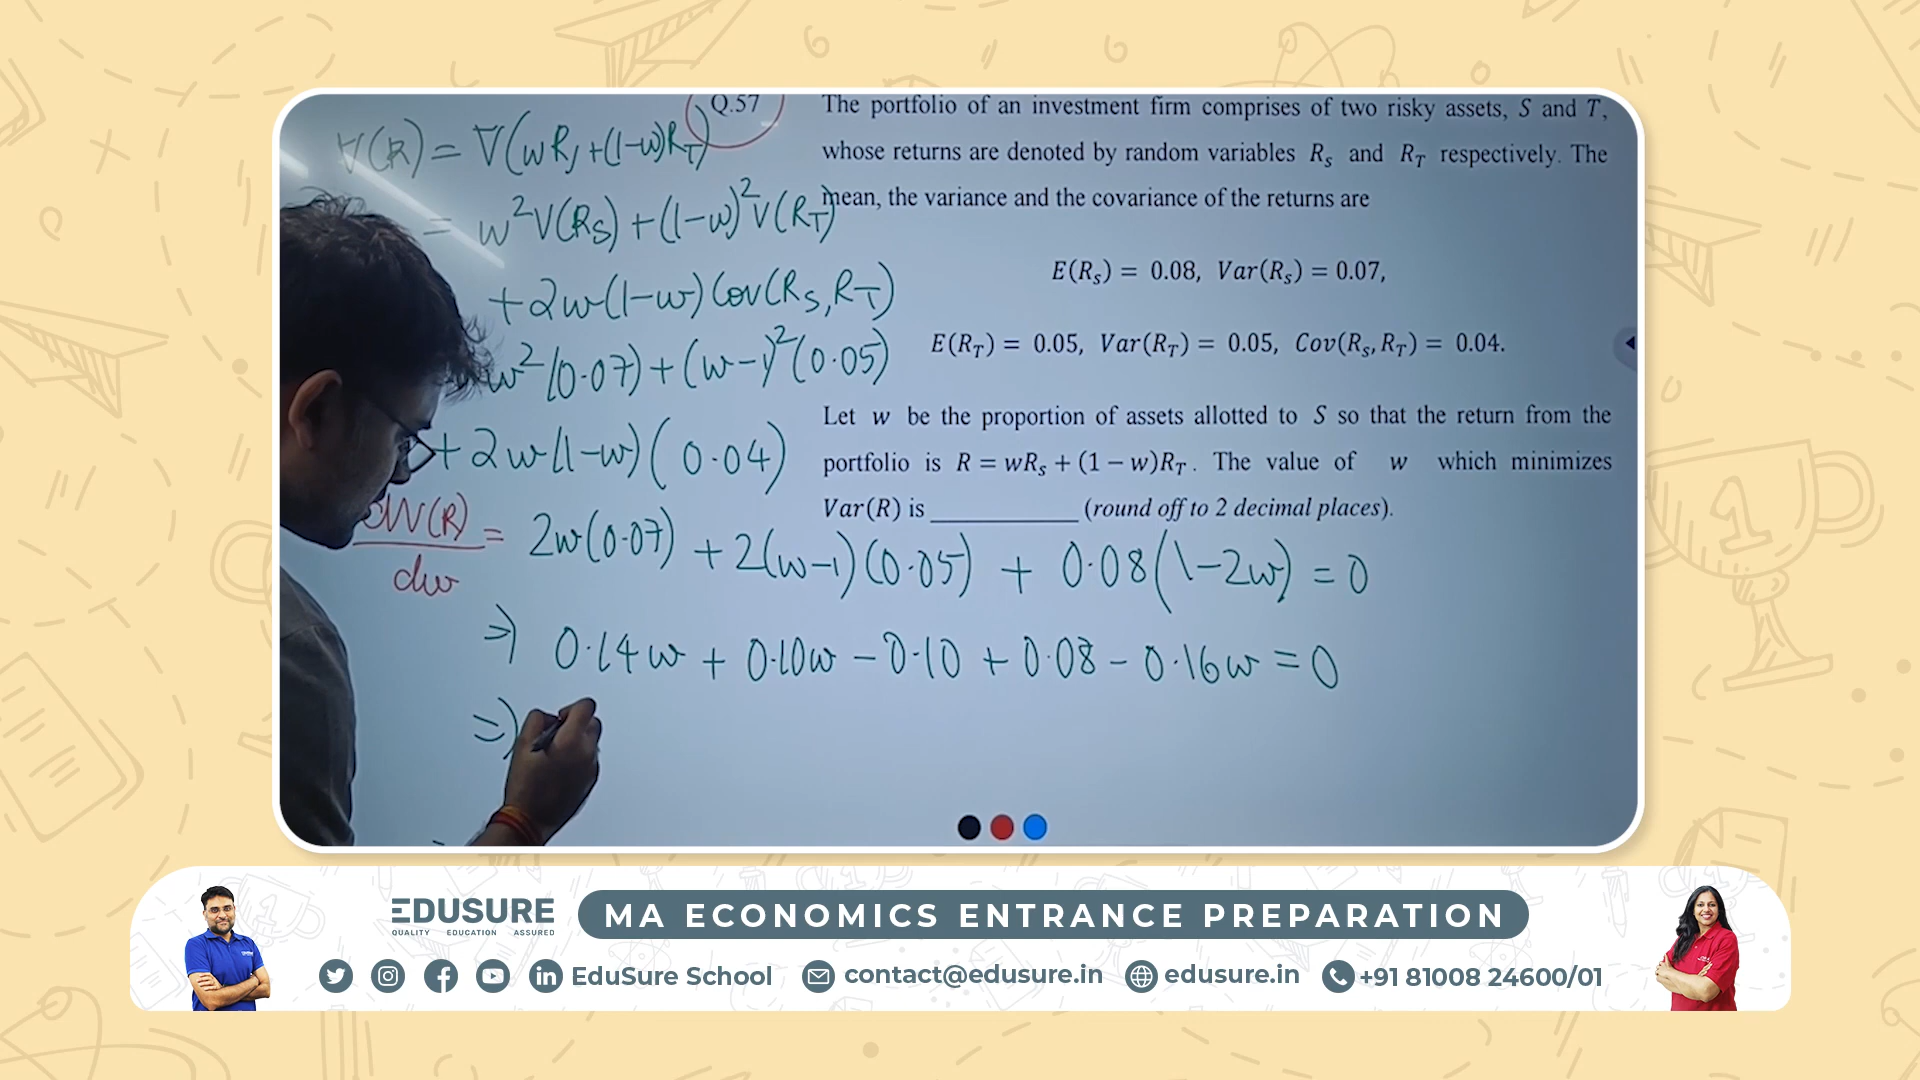 Q.57
The portfolio of an investment firm comprises of two risky assets, S and T,
whose returns are denoted by random variables R_s and R_T respectively. The
mean, the variance and the covariance of the returns are
E(R_s) = 0.08, Var(R_s) = 0.07,
E(R_T) = 0.05, Var(R_T) = 0.05, Cov(R_s, R_T) = 0.04.
Let w be the proportion of assets allotted to S so that the return from the
portfolio is R = wR_s + (1 − w)R_T. The value of w which minimizes
Var(R) is __________ (round off to 2 decimal places).
V(R) = V(wR_s + (1-w)R_T)
= w²V(R_S) + (1-w)²V(R_T)
+ 2w(1-w) Cov(R_S, R_T)
w²(0.07) + (w-1)²(0.05)
+ 2w(1-w)(0.04)
dV(R)/dw = 2w(0.07) + 2(w-1)(0.05) + 0.08(1-2w) = 0
⇒ 0.14w + 0.10w - 0.10 + 0.08 - 0.16w = 0
⇒
EDUSURE
QUALITY EDUCATION ASSURED
MA ECONOMICS ENTRANCE PREPARATION
EduSure School contact@edusure.in edusure.in +91 81008 24600/01